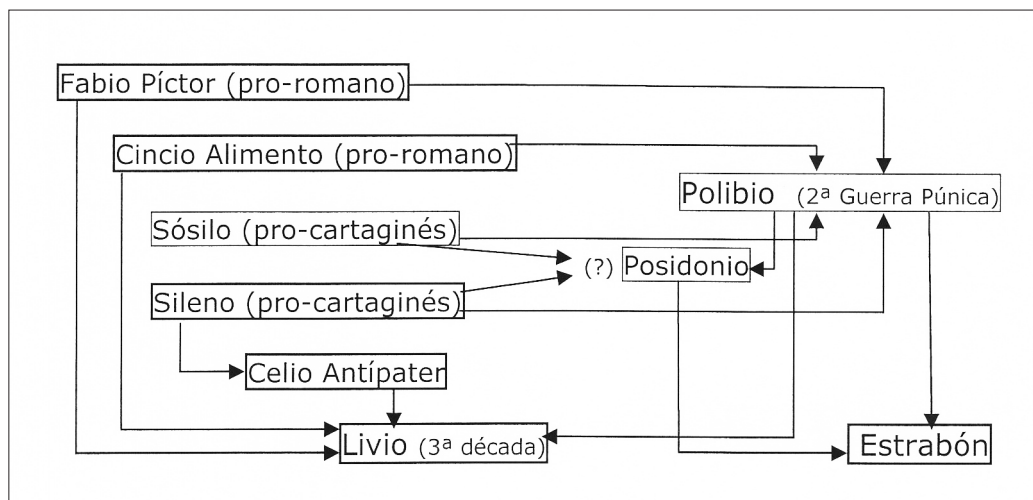 Fabio Píctor (pro-romano)
Cincio Alimento (pro-romano)
Polibio (2ª Guerra Púnica)
Sósilo (pro-cartaginés)
(?) Posidonio
Sileno (pro-cartaginés)
Celio Antípater
Livio (3ª década)
Estrabón